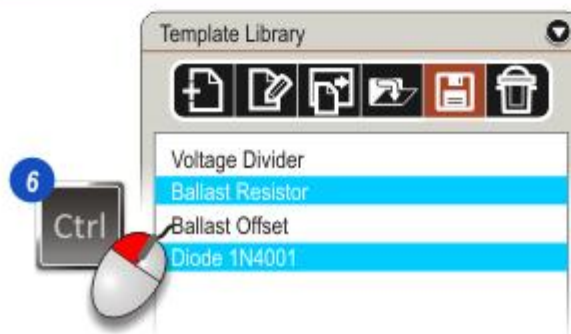 Template Library
Voltage Divider
6
Ballast Resistor
Ctrl
Ballast Offset
Diode 1N4001